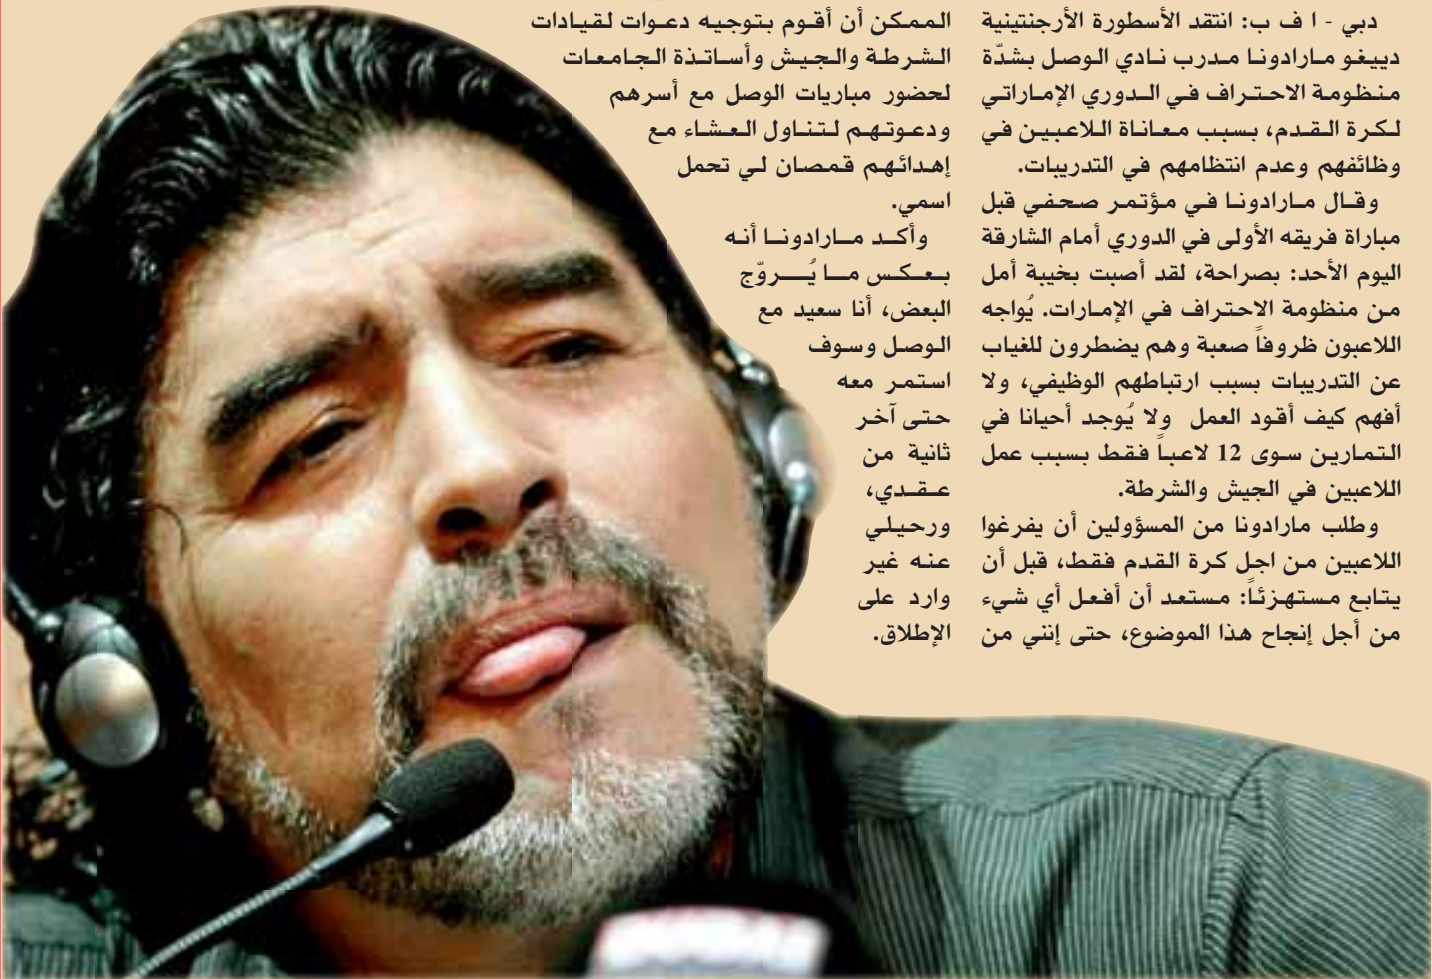 دبي - ا ف ب: انتقد الأسطورة الأرجنتينية
دييغو مارادونا مدرب نادي الوصل بشدّة
منظومة الاحتراف في الدوري الإماراتي
لكرة القدم، بسبب معاناة اللاعبين في
وظائفهم وعدم انتظامهم في التدريبات.
وقال مارادونا في مؤتمر صحفي قبل
مباراة فريقه الأولى في الدوري أمام الشارقة
اليوم الأحد: بصراحة، لقد أصبت بخيبة أمل
من منظومة الاحتراف في الإمارات. يُواجه
اللاعبون ظروفاً صعبة وهم يضطرون للغياب
عن التدريبات بسبب ارتباطهم الوظيفي، ولا
أفهم كيف أقود العمل ولا يُوجد أحيانا في
التمارين سوى 12 لاعباً فقط بسبب عمل
اللاعبين في الجيش والشرطة.
وطلب مارادونا من المسؤولين أن يفرغوا
اللاعبين من اجل كرة القدم فقط، قبل أن
يتابع مستهزئاً: مستعد أن أفعل أي شيء
من أجل إنجاح هذا الموضوع، حتى إنني من
الممكن أن أقوم بتوجيه دعوات لقيادات
الشرطة والجيش وأساتذة الجامعات
لحضور مباريات الوصل مع أسرهم
ودعوتهم لتناول العشاء مع
إهدائهم قمصان لي تحمل
اسمي.
وأكد مارادونا أنه
بعكس ما يُروّج
البعض، أنا سعيد مع
الوصل وسوف
استمر معه
حتى آخر
ثانية من
عقدي،
ورحيلي
عنه غير
وارد على
الإطلاق.